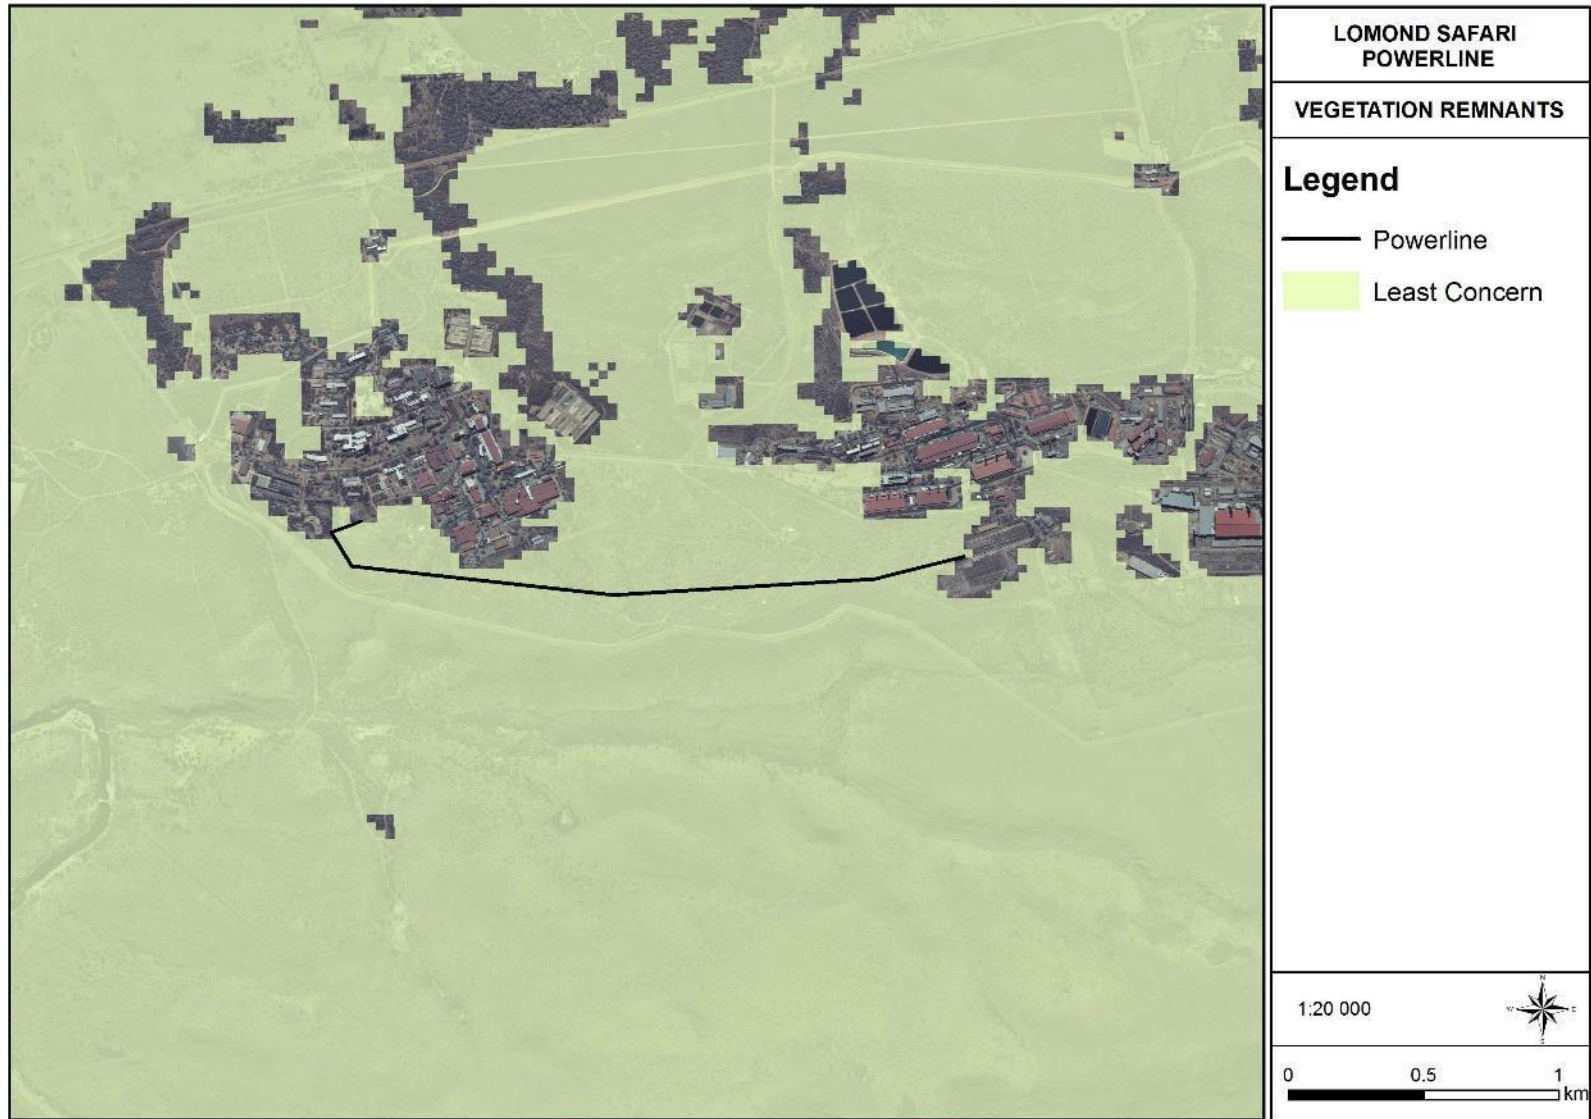 LOMOND SAFARI
POWERLINE
VEGETATION REMNANTS
Legend
Powerline
Least Concern
1:20 000
N
W
E
S
0 0.5 1
km